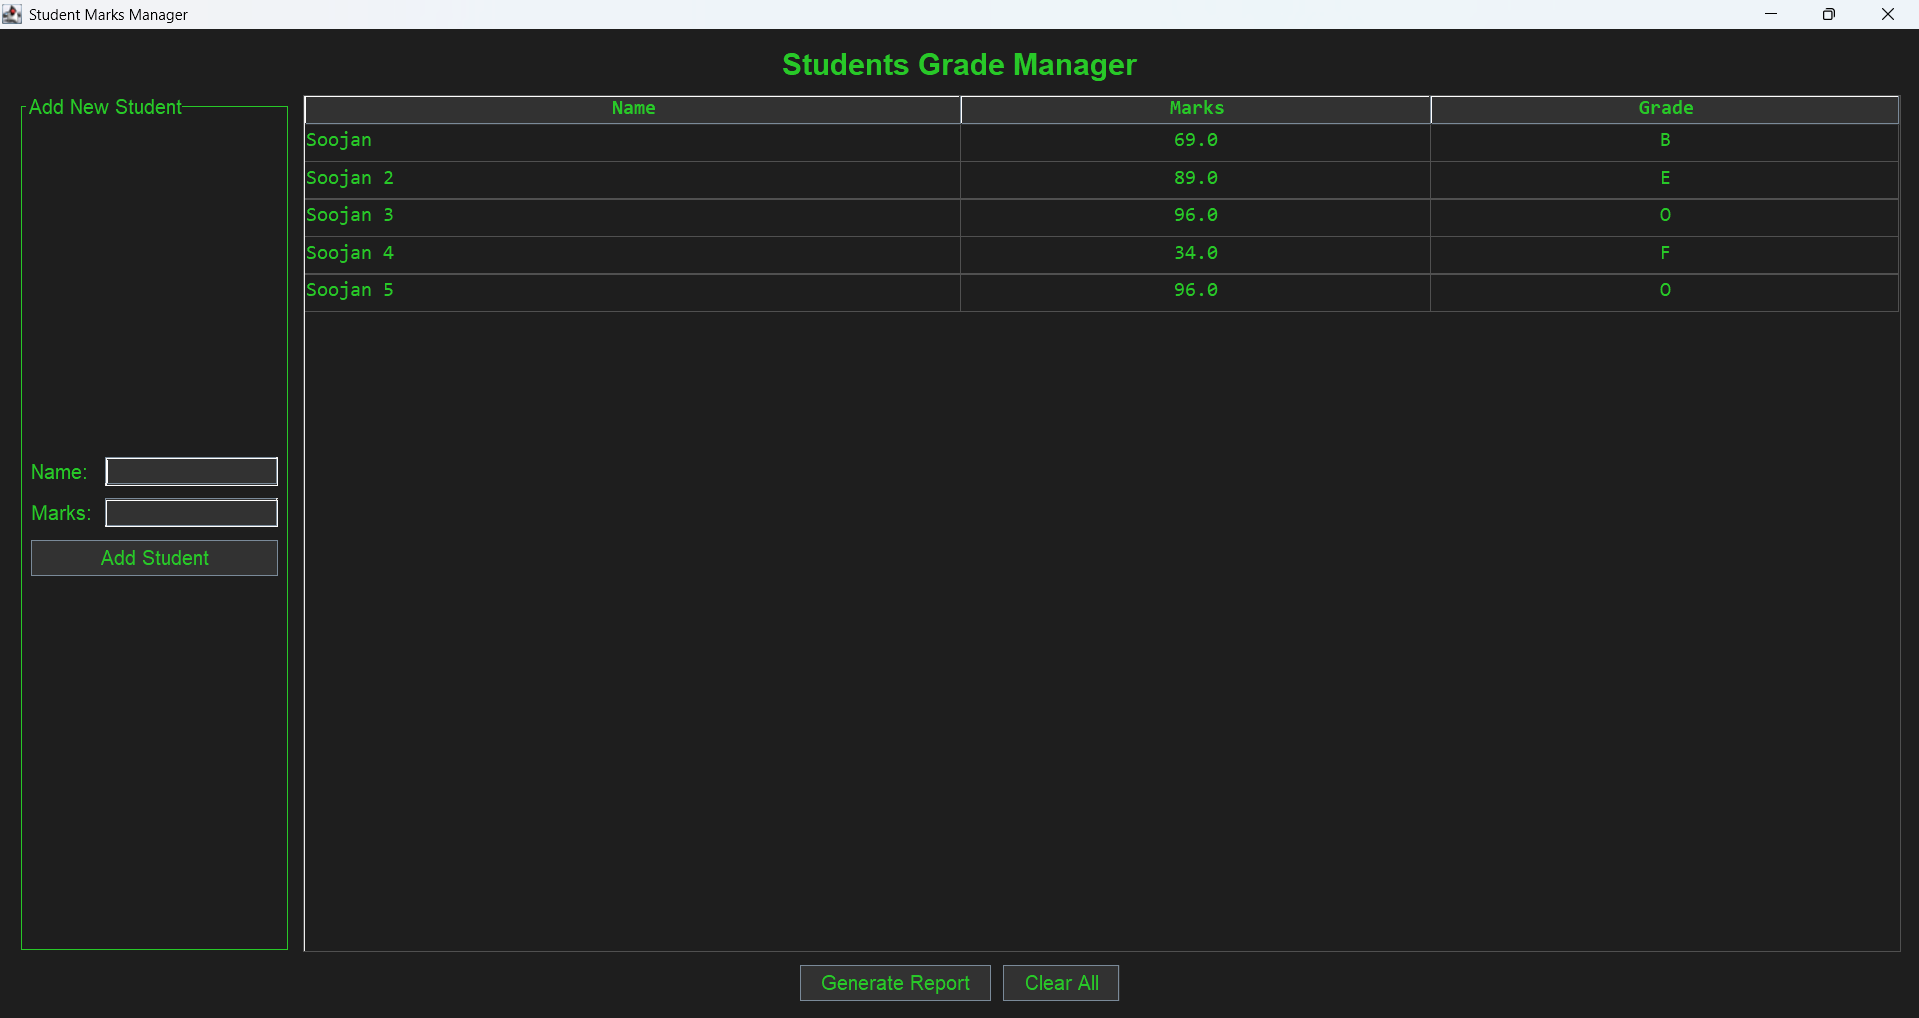 Student Marks Manager
Students Grade Manager
Add New Student
Name:
Marks:
Add Student
Name Marks Grade
Soojan 69.0 B
Soojan 2 89.0 E
Soojan 3 96.0 O
Soojan 4 34.0 F
Soojan 5 96.0 O
Generate Report Clear All